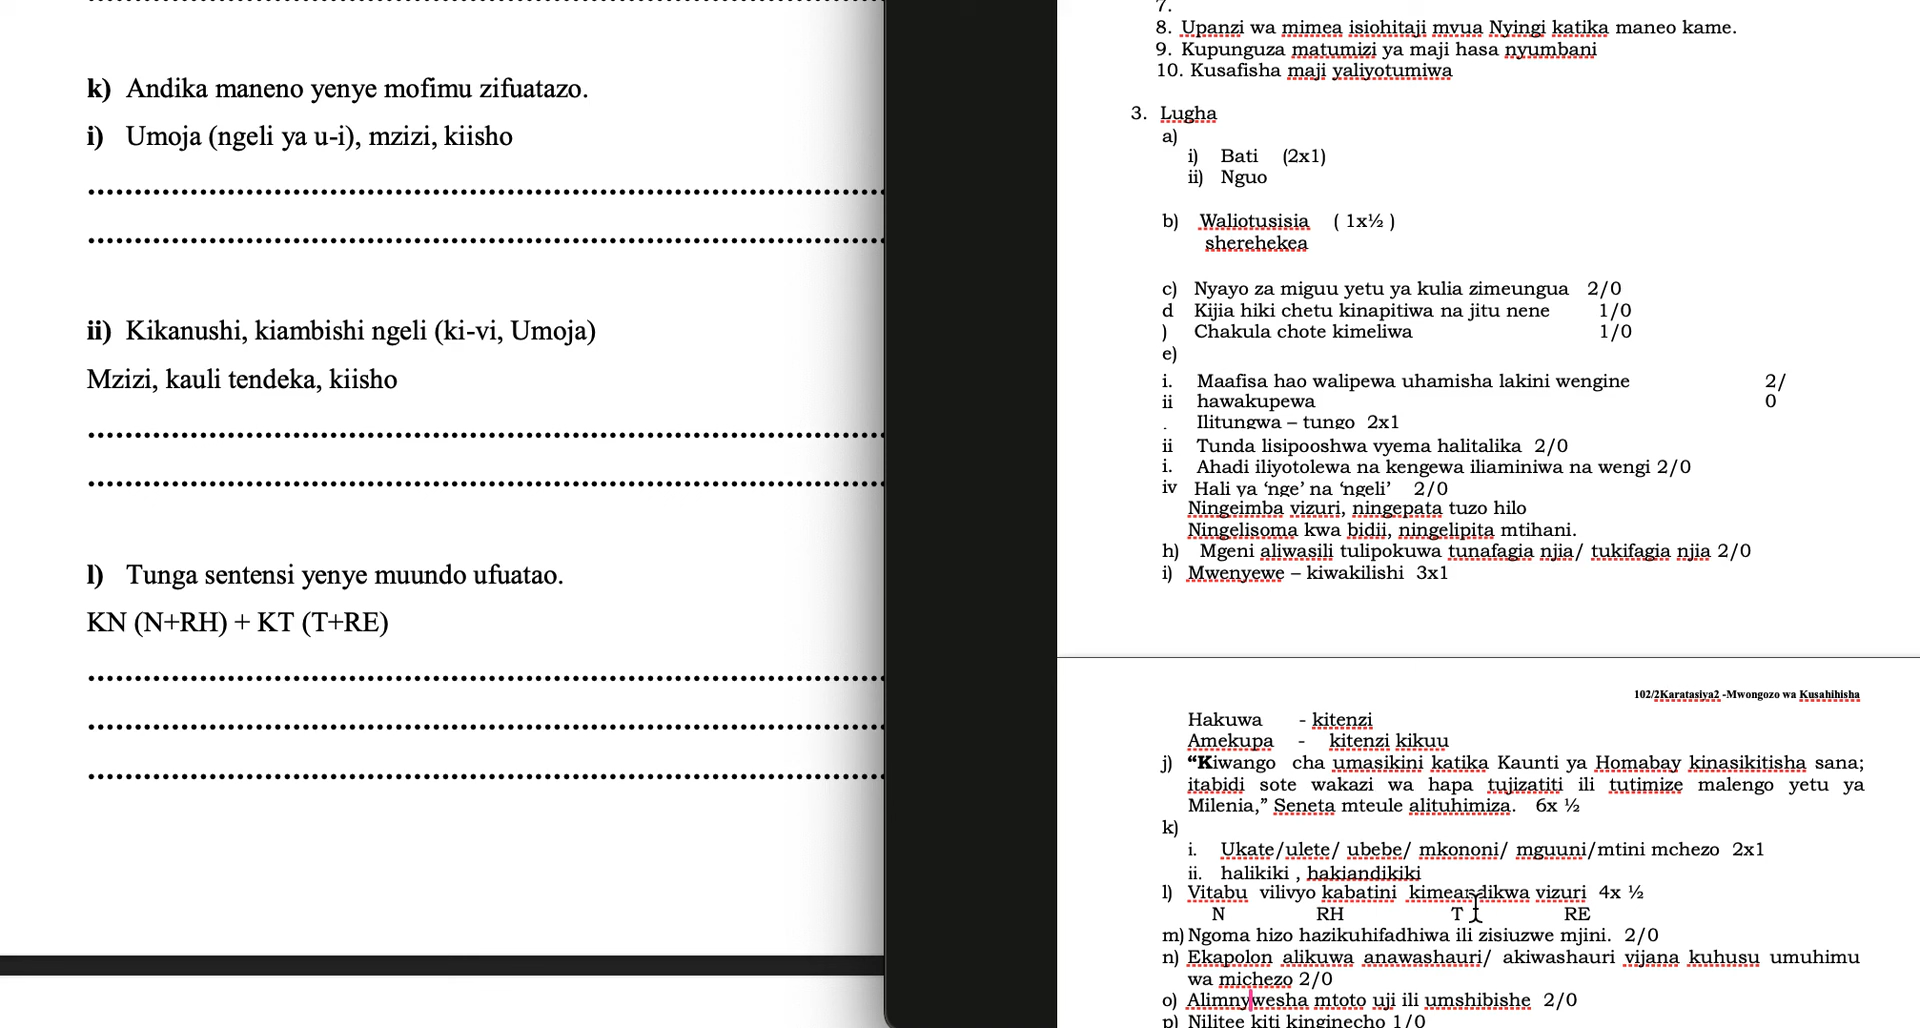 k) Andika maneno yenye mofimu zifuatazo.
i) Umoja (ngeli ya u-i), mzizi, kiisho
ii) Kikanushi, kiambishi ngeli (ki-vi, Umoja)
Mzizi, kauli tendeka, kiisho
l) Tunga sentensi yenye muundo ufuatao.
KN (N+RH) + KT (T+RE)
7.
8. Upanzi wa mimea isiohitaji mvua Nyingi katika maneo kame.
9. Kupunguza matumizi ya maji hasa nyumbani
10. Kusafisha maji yaliyotumiwa
3. Lugha
a)
i) Bati (2x1)
ii) Nguo
b) Waliotusisia ( 1x½ )
sherehekea
c) Nyayo za miguu yetu ya kulia zimeungua 2/0
d Kijia hiki chetu kinapitiwa na jitu nene 1/0
) Chakula chote kimeliwa 1/0
e)
i. Maafisa hao walipewa uhamisha lakini wengine 2/
ii hawakupewa 0
. Ilitungwa – tungo 2x1
ii Tunda lisipooshwa vyema halitalika 2/0
i. Ahadi iliyotolewa na kengewa iliaminiwa na wengi 2/0
iv Hali ya ‘nge’ na ‘ngeli’ 2/0
Ningeimba vizuri, ningepata tuzo hilo
Ningelisoma kwa bidii, ningelipita mtihani.
h) Mgeni aliwasili tulipokuwa tunafagia njia/ tukifagia njia 2/0
i) Mwenyewe – kiwakilishi 3x1
102/2Karatasiya2 -Mwongozo wa Kusahihisha
Hakuwa - kitenzi
Amekupa - kitenzi kikuu
j) “Kiwango cha umasikini katika Kaunti ya Homabay kinasikitisha sana;
itabidi sote wakazi wa hapa tujizatiti ili tutimize malengo yetu ya
Milenia,” Seneta mteule alituhimiza. 6x ½
k)
i. Ukate/ulete/ ubebe/ mkononi/ mguuni/mtini mchezo 2x1
ii. halikiki , hakiandikiki
l) Vitabu vilivyo kabatini kimeandikwa vizuri 4x ½
N RH T RE
m) Ngoma hizo hazikuhifadhiwa ili zisiuzwe mjini. 2/0
n) Ekapolon alikuwa anawashauri/ akiwashauri vijana kuhusu umuhimu
wa michezo 2/0
o) Alimnywesha mtoto uji ili umshibishe 2/0
p) Nilitee kiti kinginecho 1/0